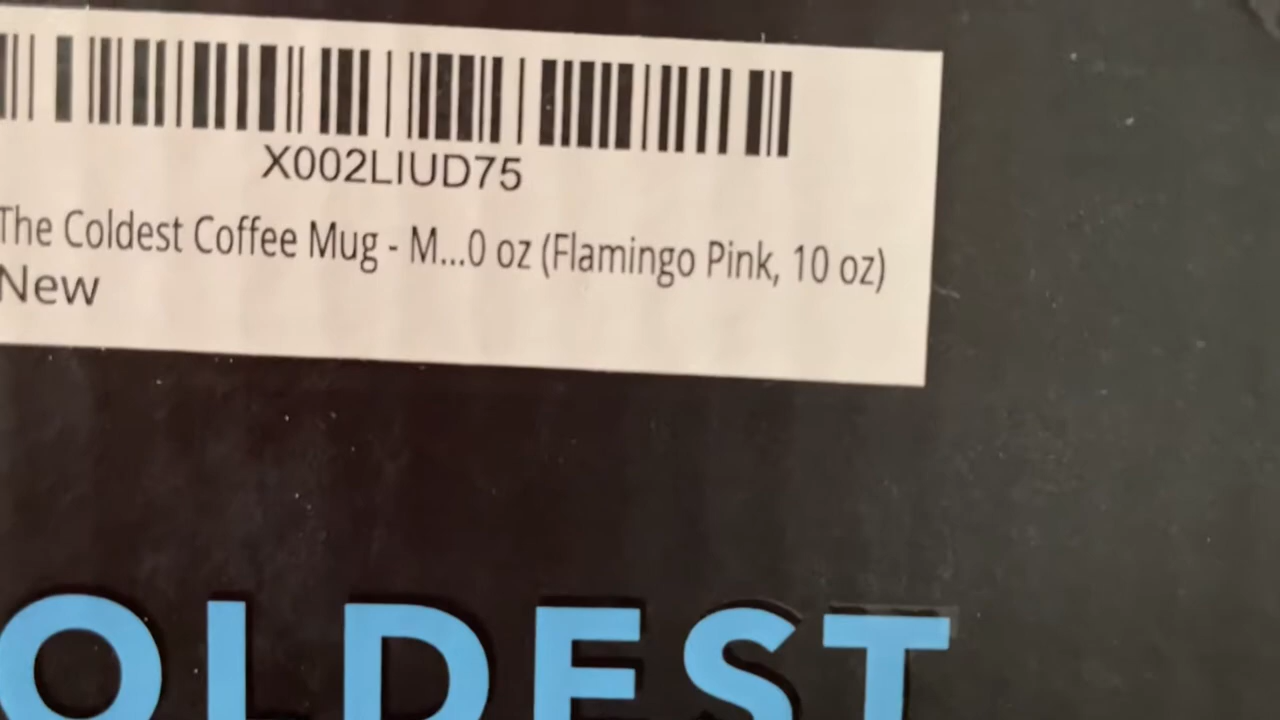 X002LIUD75
The Coldest Coffee Mug - M...0 oz (Flamingo Pink, 10 oz)
New
OLDEST